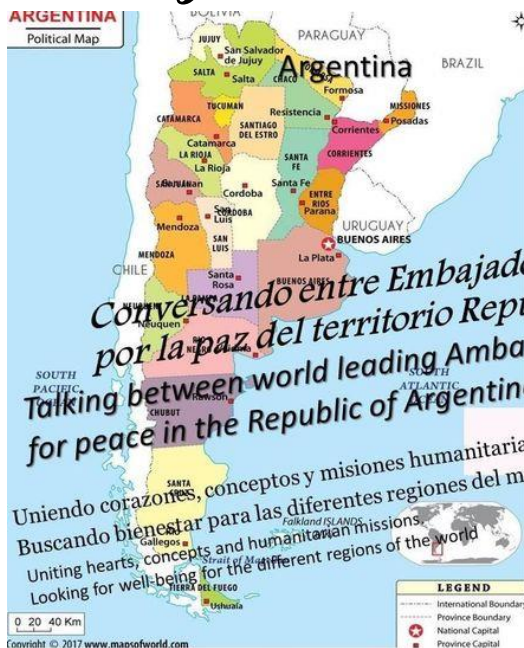 ARGENTINA
Political Map
BOLIVIA
PARAGUAY
BRAZIL
Argentina
JUJUY
San Salvador
de Jujuy
SALTA
Salta
CHACO
Formosa
TUCUMAN
CATAMARCA
Catamarca
SANTIAGO
DEL ESTRO
Resistencia
Corrientes
CORRIENTES
MISSIONES
Posadas
LA RIOJA
La Rioja
SANTA
FE
Santa Fe
Cordoba
CORDOBA
ENTRE
RIOS
Parana
Mendoza
MENDOZA
San
Luis
SAN
LUIS
URUGUAY
BUENOS AIRES
La Plata
CHILE
Santa
Rosa
BUENOS AIRES
Neuquen
Conversando entre Embajado
por la paz del territorio Repu
SOUTH
PACIFIC
SOUTH
ATLANTIC
Talking between world leading Amba
for peace in the Republic of Argentin
Rawson
CHUBUT
SANTA
Uniendo corazones, conceptos y misiones humanitaria
Buscando bienestar para las diferentes regiones del m
Gallegos
Falkland ISLANDS
Strait of
Uniting hearts, concepts and humanitarian missions.
Looking for well-being for the different regions of the world
TIERRA DEL FUEGO
Ushuaia
0 20 40 Km
LEGEND
International Boundary
Province Boundary
National Capital
Province Capital
Copyright © 2017 www.mapsofworld.com